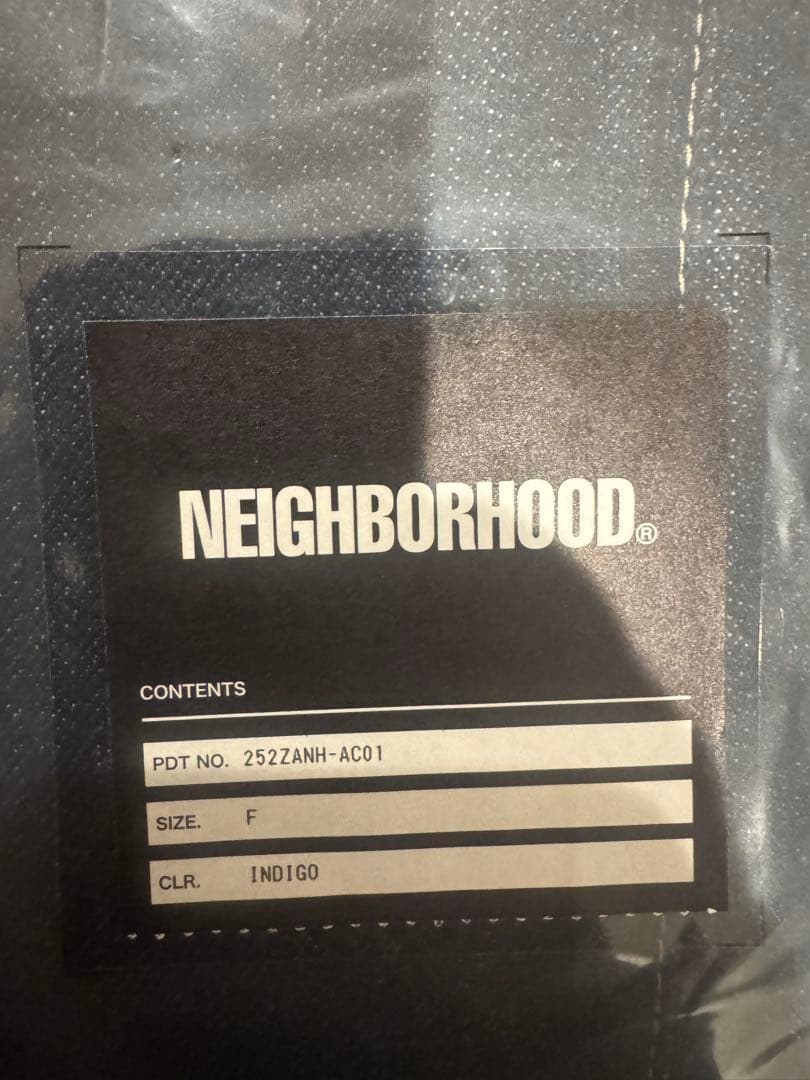 NEIGHBORHOOD®
CONTENTS
PDT NO. 252ZANH-AC01
SIZE. F
CLR. INDIGO